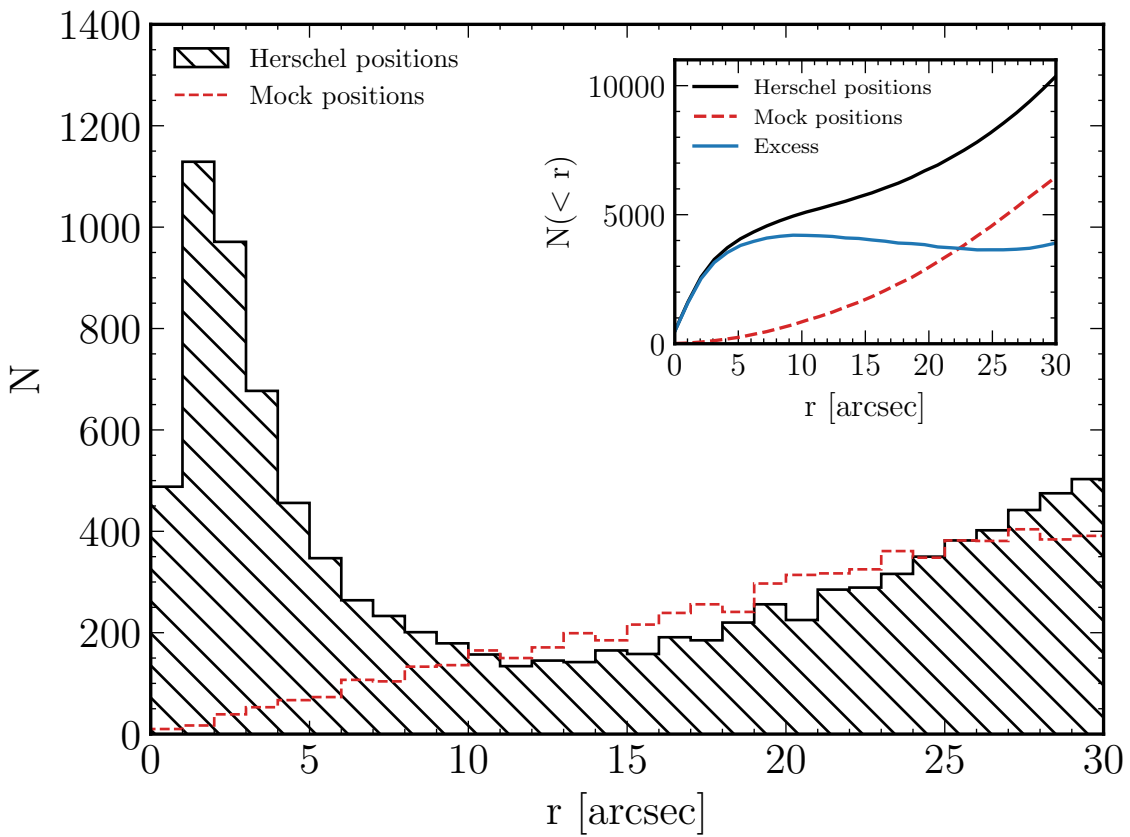 1400
1200
1000
800
600
400
200
0
N
0 5 10 15 20 25 30
r [arcsec]
Herschel positions
Mock positions
10000
5000
0
N(< r)
0 5 10 15 20 25 30
r [arcsec]
Herschel positions
Mock positions
Excess